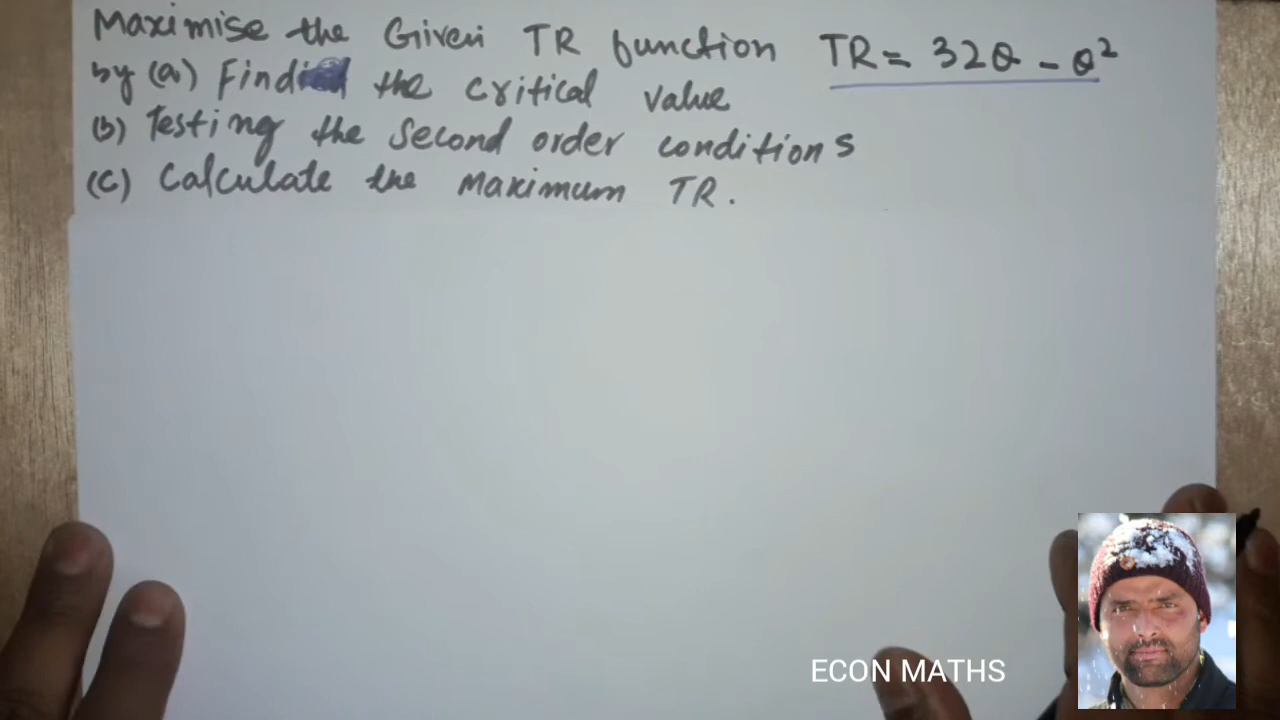 Maximise the Given TR function TR = 32Q - Q²
by (a) Find the critical value
(b) Testing the second order conditions
(c) Calculate the Maximum TR.
ECON MATHS